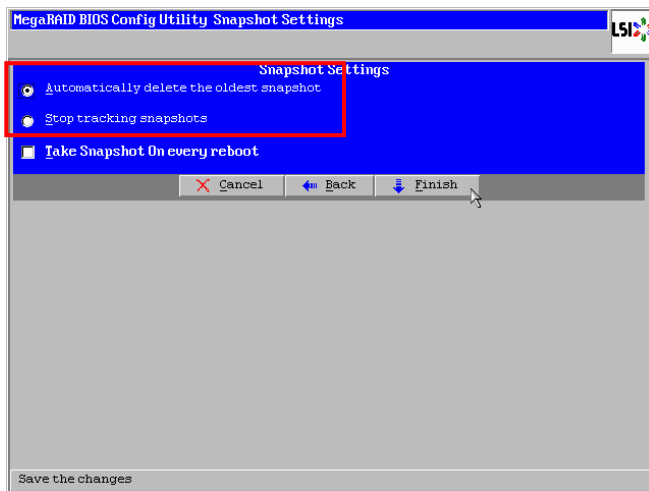 MegaRAID BIOS Config Utility Snapshot Settings
LSI
Snapshot Settings
Automatically delete the oldest snapshot
Stop tracking snapshots
Take Snapshot On every reboot
Cancel Back Finish
Save the changes